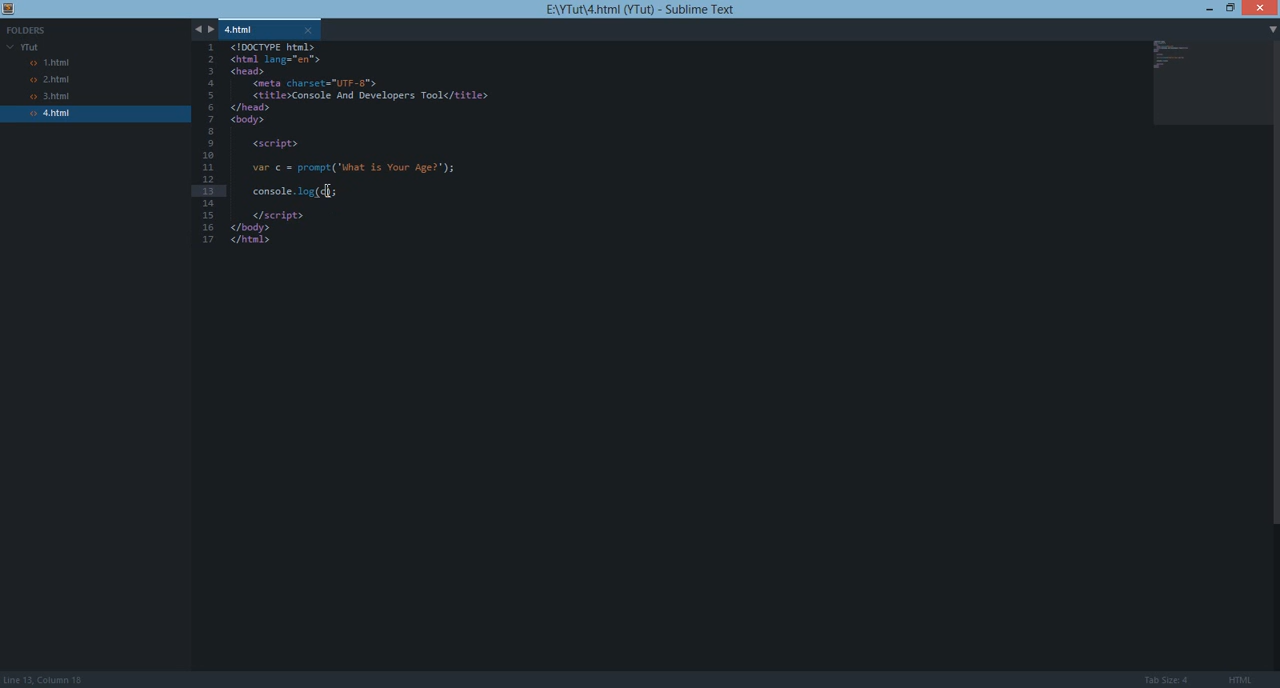 E:\YTut\4.html (YTut) - Sublime Text
FOLDERS
YTut
1.html
2.html
3.html
4.html
4.html
1 <!DOCTYPE html>
2 <html lang="en">
3 <head>
4 <meta charset="UTF-8">
5 <title>Console And Developers Tool</title>
6 </head>
7 <body>
8
9 <script>
10
11 var c = prompt('What is Your Age?');
12
13 console.log(c);
14
15 </script>
16 </body>
17 </html>
Line 13, Column 18
Tab Size: 4
HTML